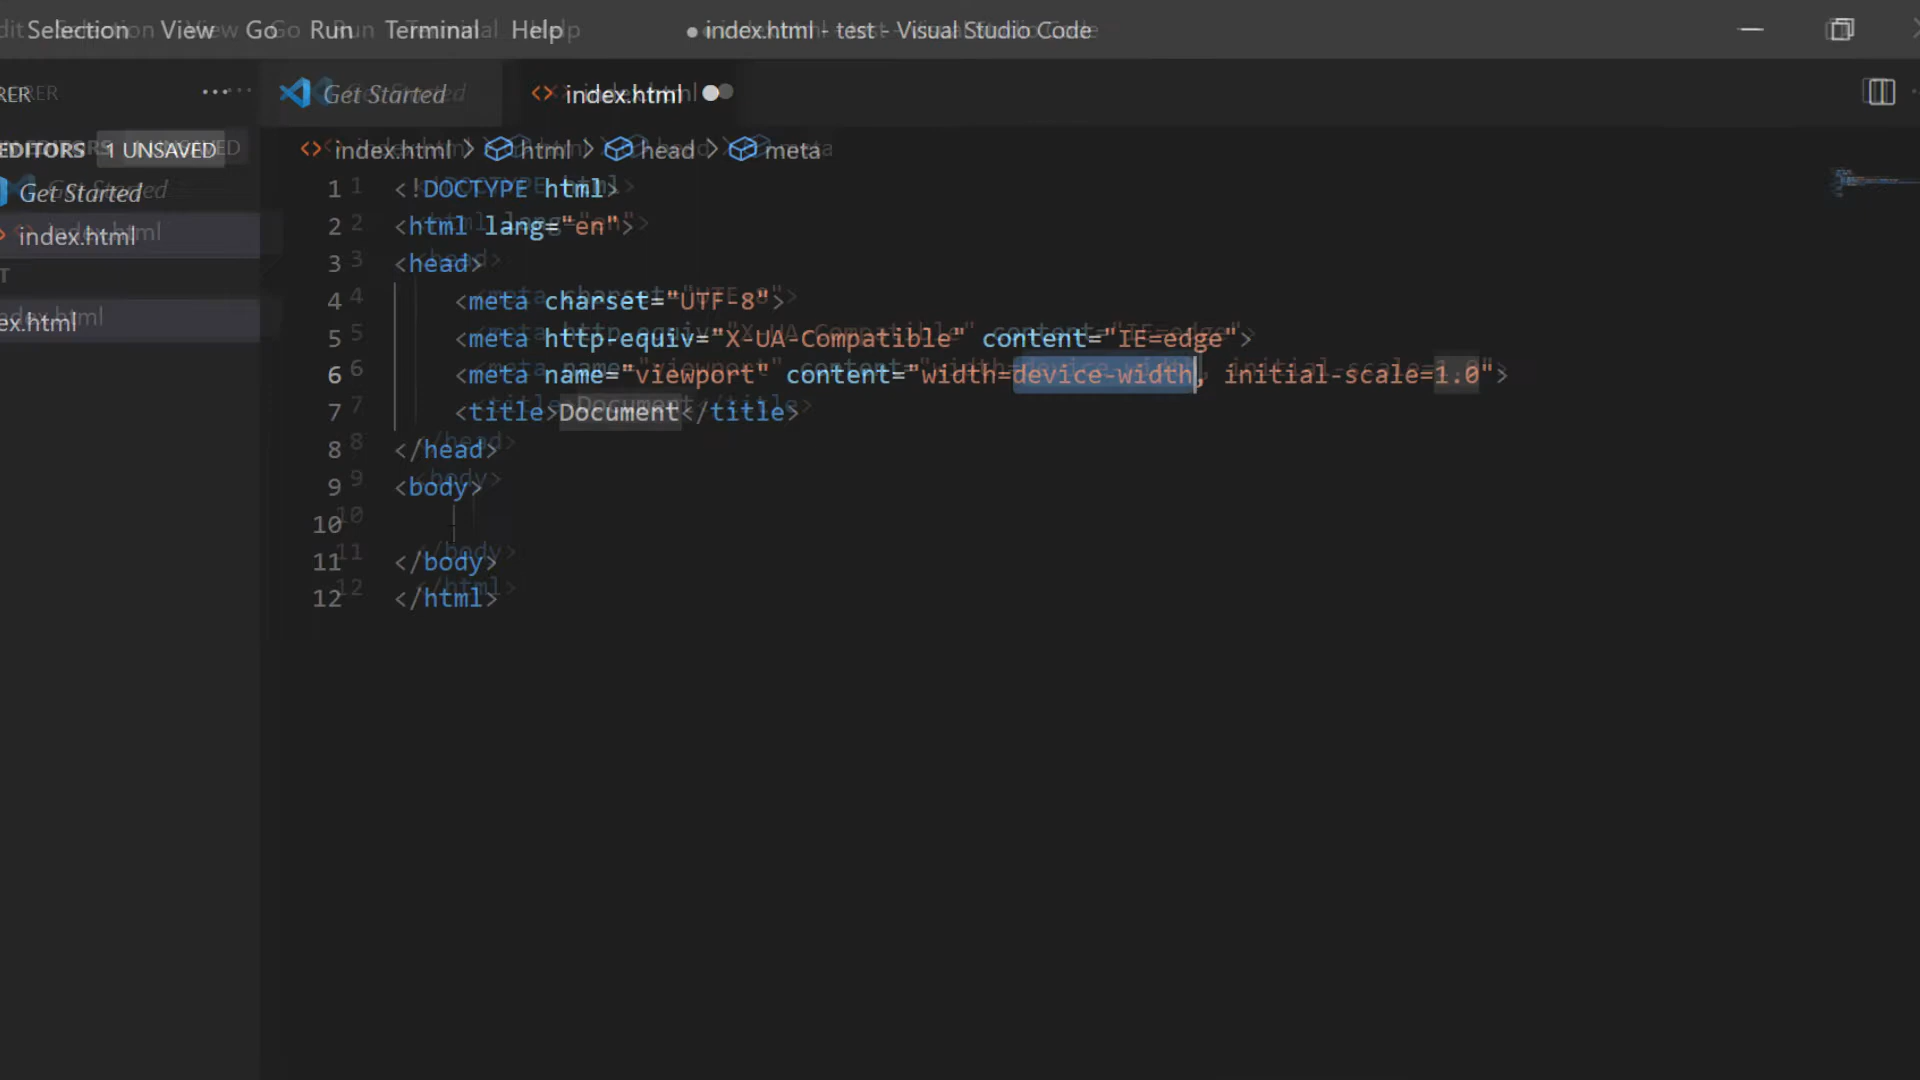 Selection View Go Run Terminal Help ● index.html - test - Visual Studio Code
RER ··· Get Started <> index.html ●
EDITORS 1 UNSAVED
<> index.html > html > head > meta
Get Started
index.html
T
ex.html
1 <!DOCTYPE html>
2 <html lang="en">
3 <head>
4 <meta charset="UTF-8">
5 <meta http-equiv="X-UA-Compatible" content="IE=edge">
6 <meta name="viewport" content="width=device-width, initial-scale=1.0">
7 <title>Document</title>
8 </head>
9 <body>
10
11 </body>
12 </html>